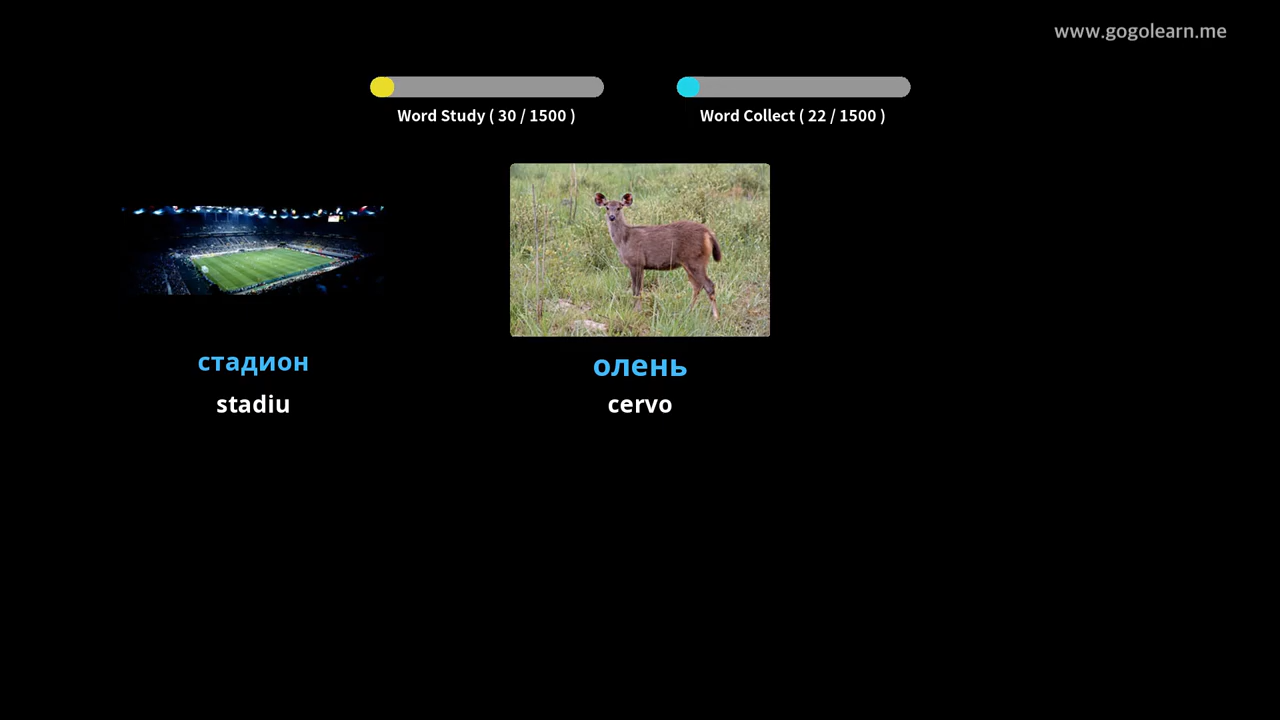 www.gogolearn.me
Word Study ( 30 / 1500 )
Word Collect ( 22 / 1500 )
стадион
stadiu
олень
cervo